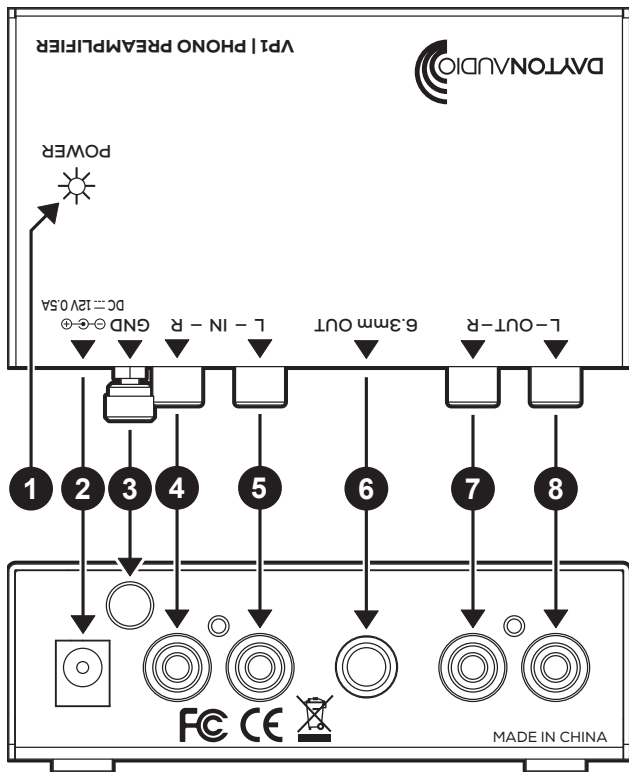 VP1 | PHONO PREAMPLIFIER
DAYTONAUDIO
POWER
DC ⎓ 12V 0.5A
GND
L – IN – R
6.3mm OUT
L–OUT–R
1 2 3 4 5 6 7 8
FC CE
MADE IN CHINA